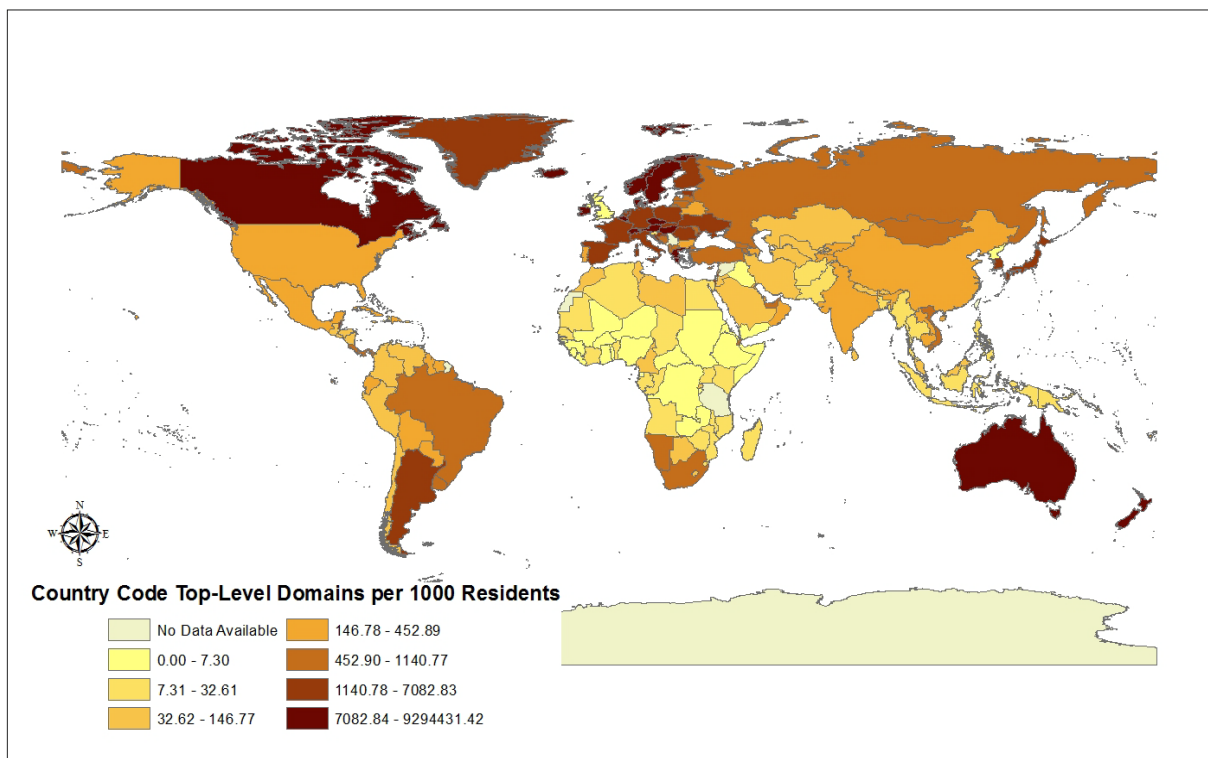 N
W E
S
Country Code Top-Level Domains per 1000 Residents
No Data Available
0.00 - 7.30
7.31 - 32.61
32.62 - 146.77
146.78 - 452.89
452.90 - 1140.77
1140.78 - 7082.83
7082.84 - 9294431.42